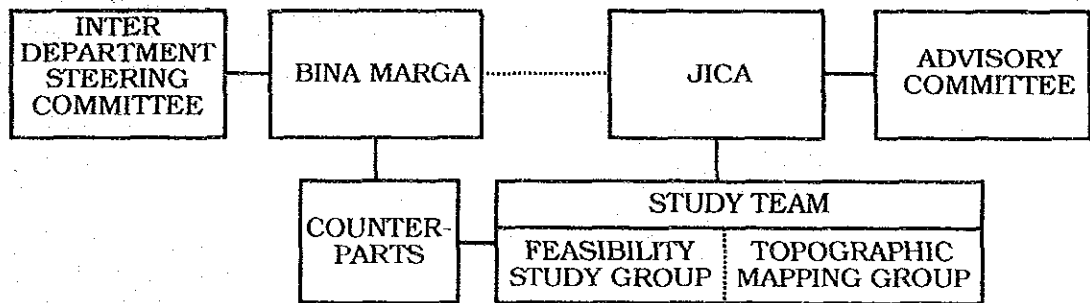 INTER
DEPARTMENT
STEERING
COMMITTEE
BINA MARGA
JICA
ADVISORY
COMMITTEE
COUNTER-
PARTS
STUDY TEAM
FEASIBILITY
STUDY GROUP
TOPOGRAPHIC
MAPPING GROUP